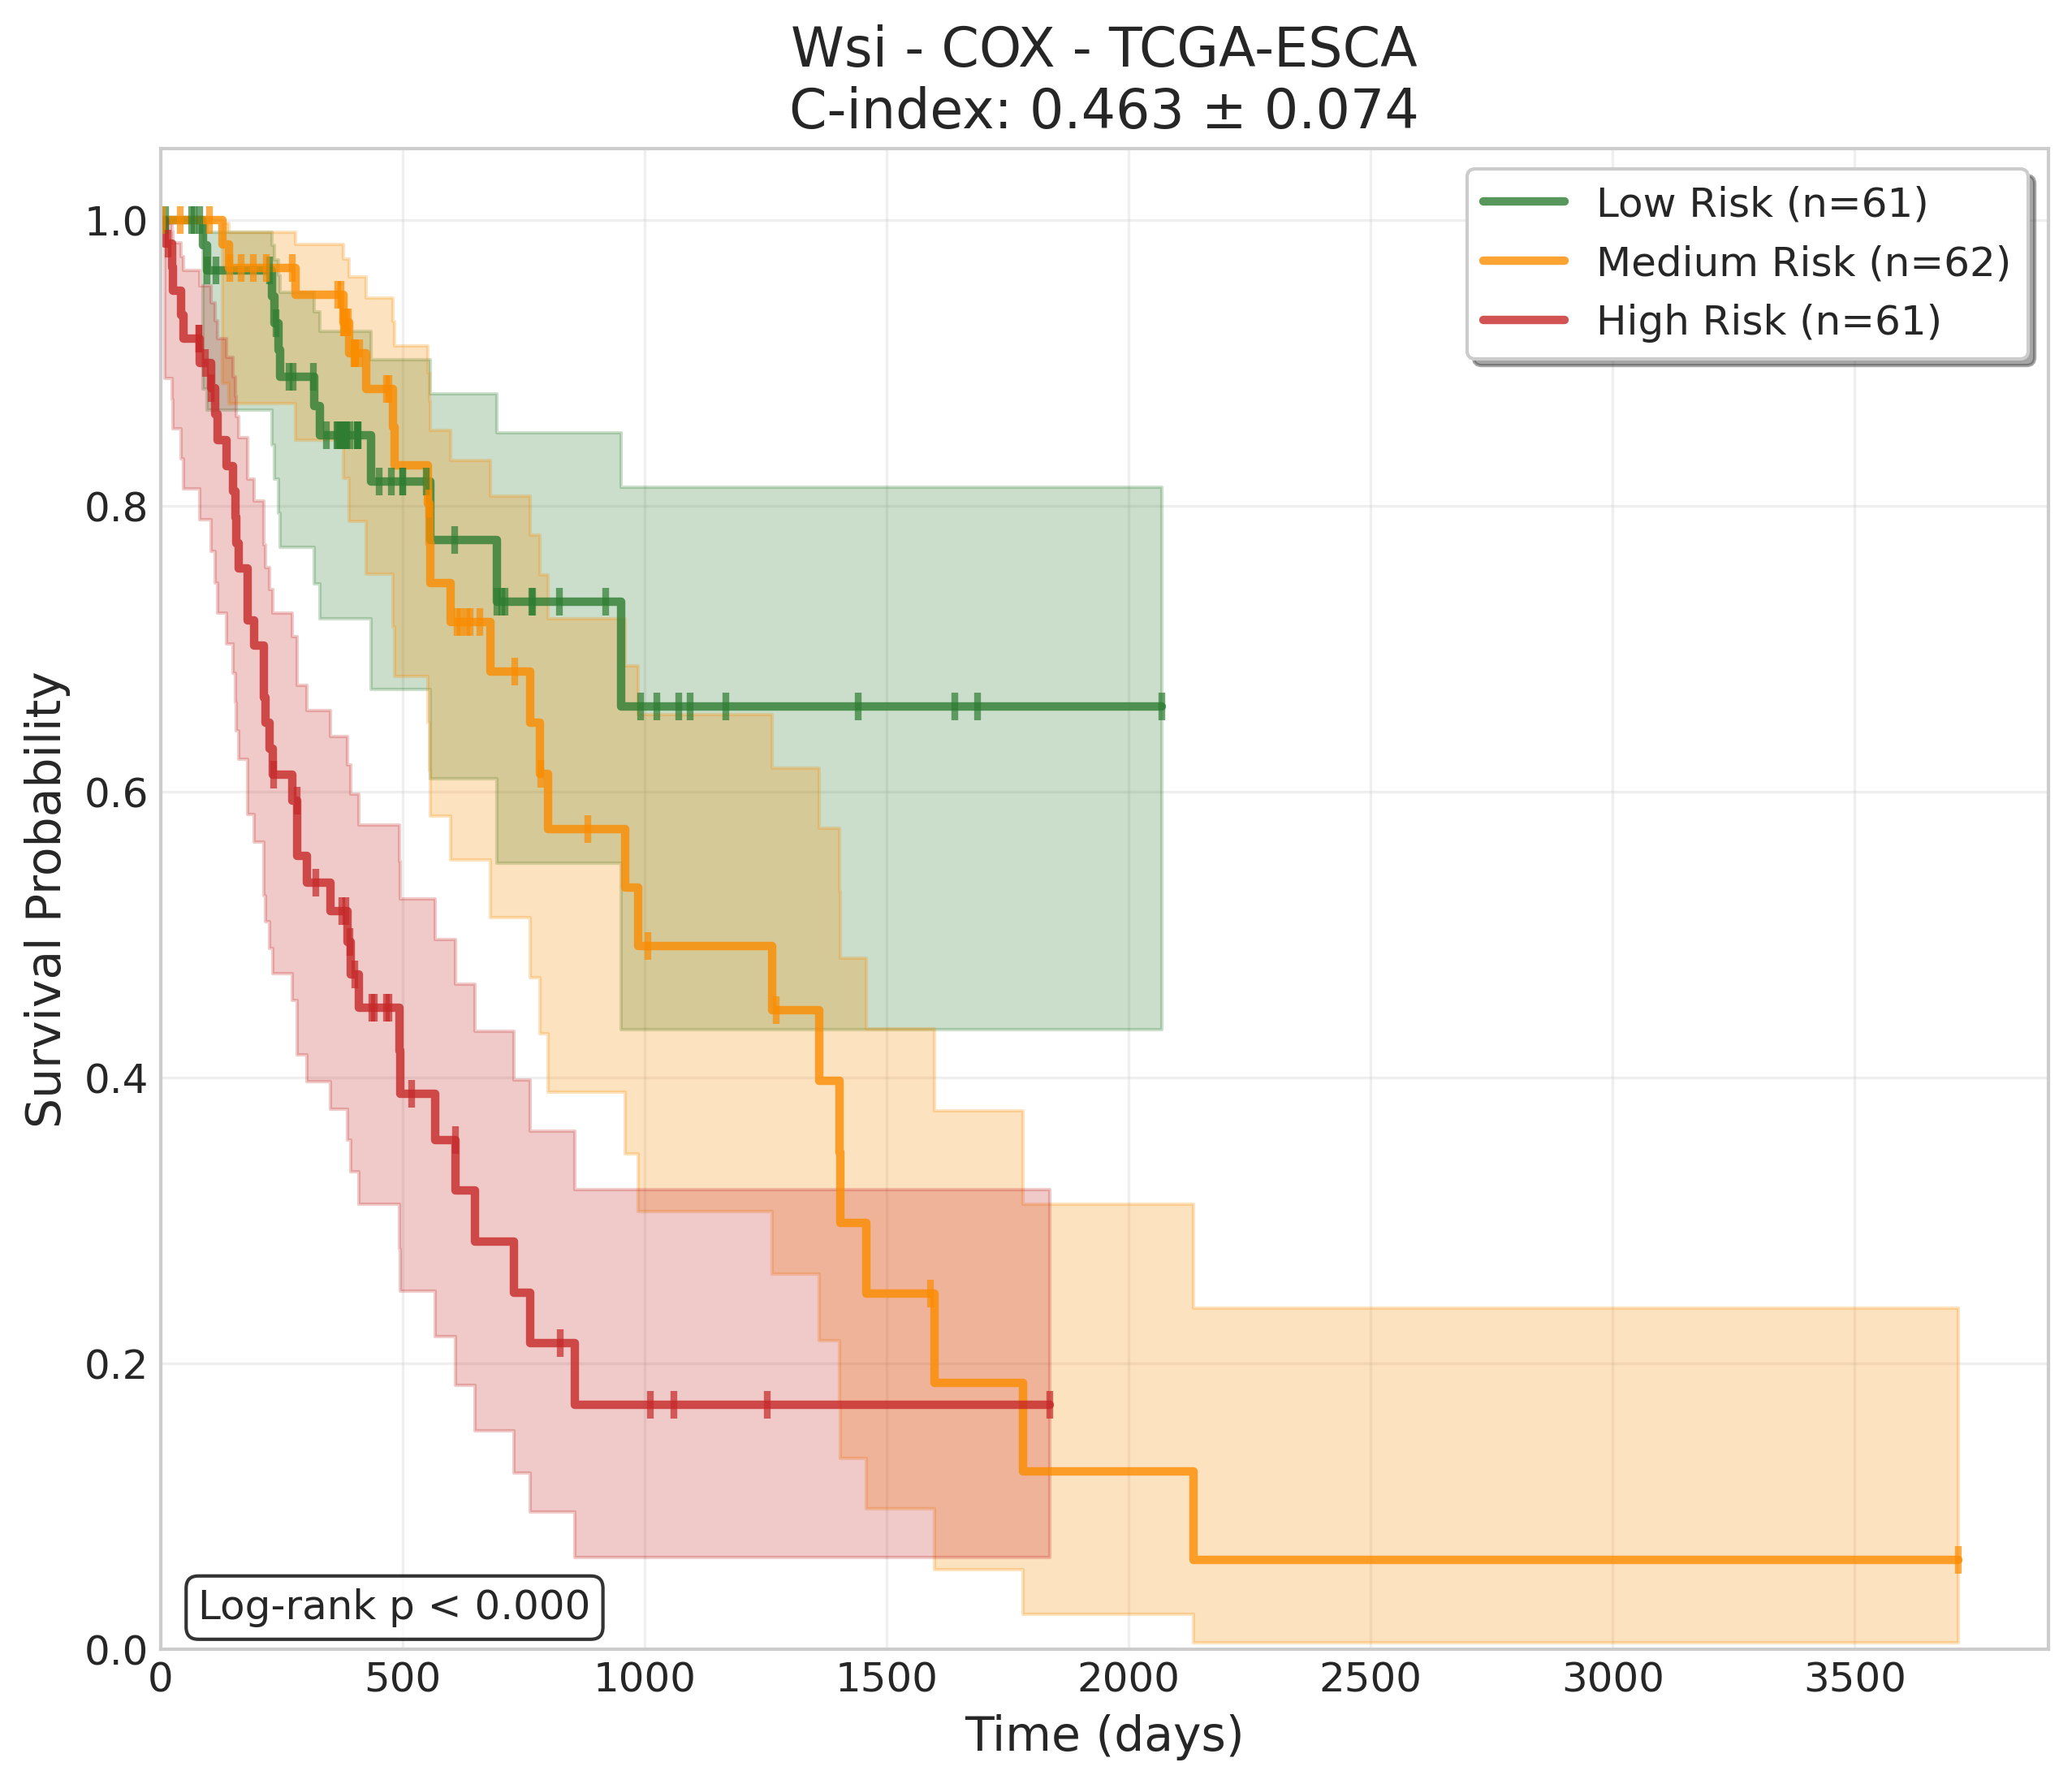 Wsi - COX - TCGA-ESCA
C-index: 0.463 ± 0.074
Low Risk (n=61)
Medium Risk (n=62)
High Risk (n=61)
Survival Probability
1.0
0.8
0.6
0.4
0.2
0.0
Log-rank p < 0.000
0 500 1000 1500 2000 2500 3000 3500
Time (days)